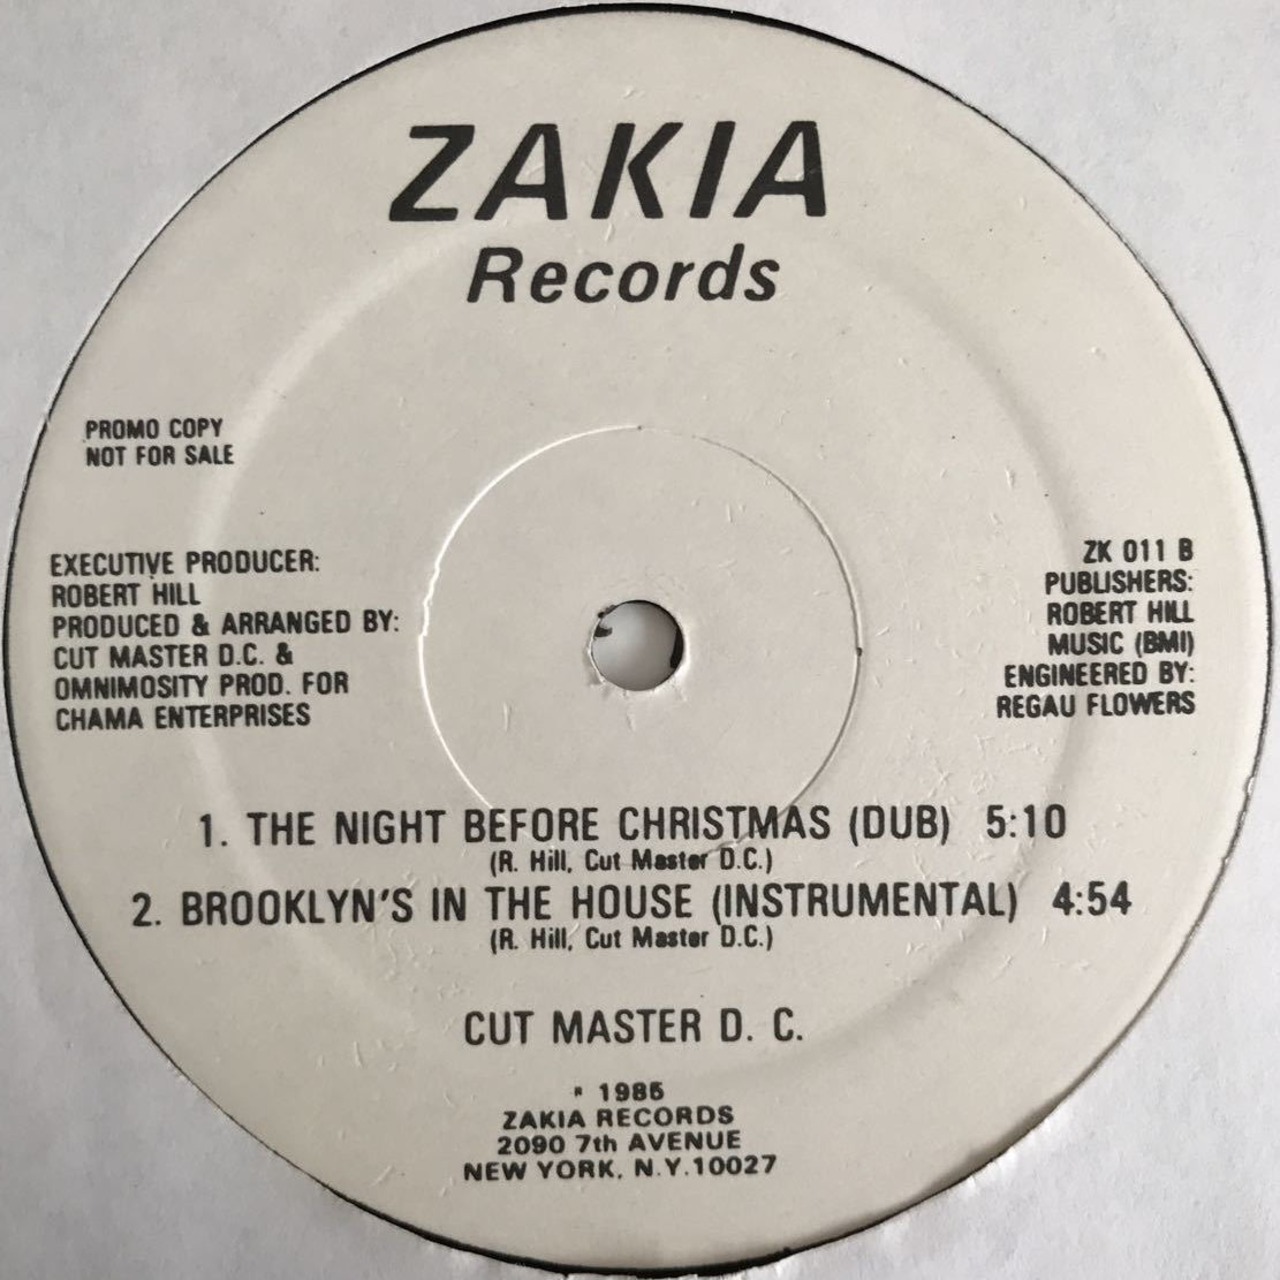 ZAKIA
Records
PROMO COPY
NOT FOR SALE
EXECUTIVE PRODUCER:
ROBERT HILL
PRODUCED & ARRANGED BY:
CUT MASTER D.C. &
OMNIMOSITY PROD. FOR
CHAMA ENTERPRISES
ZK 011 B
PUBLISHERS:
ROBERT HILL
MUSIC (BMI)
ENGINEERED BY:
REGAU FLOWERS
1. THE NIGHT BEFORE CHRISTMAS (DUB) 5:10
(R. Hill, Cut Master D.C.)
2. BROOKLYN'S IN THE HOUSE (INSTRUMENTAL) 4:54
(R. Hill, Cut Master D.C.)
CUT MASTER D. C.
1985
ZAKIA RECORDS
2090 7th AVENUE
NEW YORK, N.Y.10027